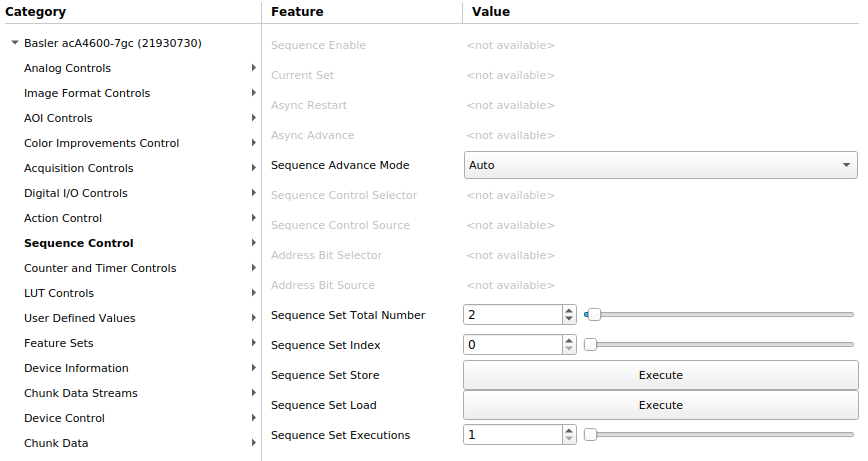 Category Feature Value
Basler acA4600-7gc (21930730) Sequence Enable <not available>
Analog Controls Current Set <not available>
Image Format Controls Async Restart <not available>
AOI Controls Async Advance <not available>
Color Improvements Control Sequence Advance Mode Auto
Acquisition Controls Sequence Control Selector <not available>
Digital I/O Controls Sequence Control Source <not available>
Action Control Address Bit Selector <not available>
Sequence Control Address Bit Source <not available>
Counter and Timer Controls Sequence Set Total Number 2
LUT Controls Sequence Set Index 0
User Defined Values Sequence Set Store Execute
Feature Sets Sequence Set Load Execute
Device Information Sequence Set Executions 1
Chunk Data Streams
Device Control
Chunk Data